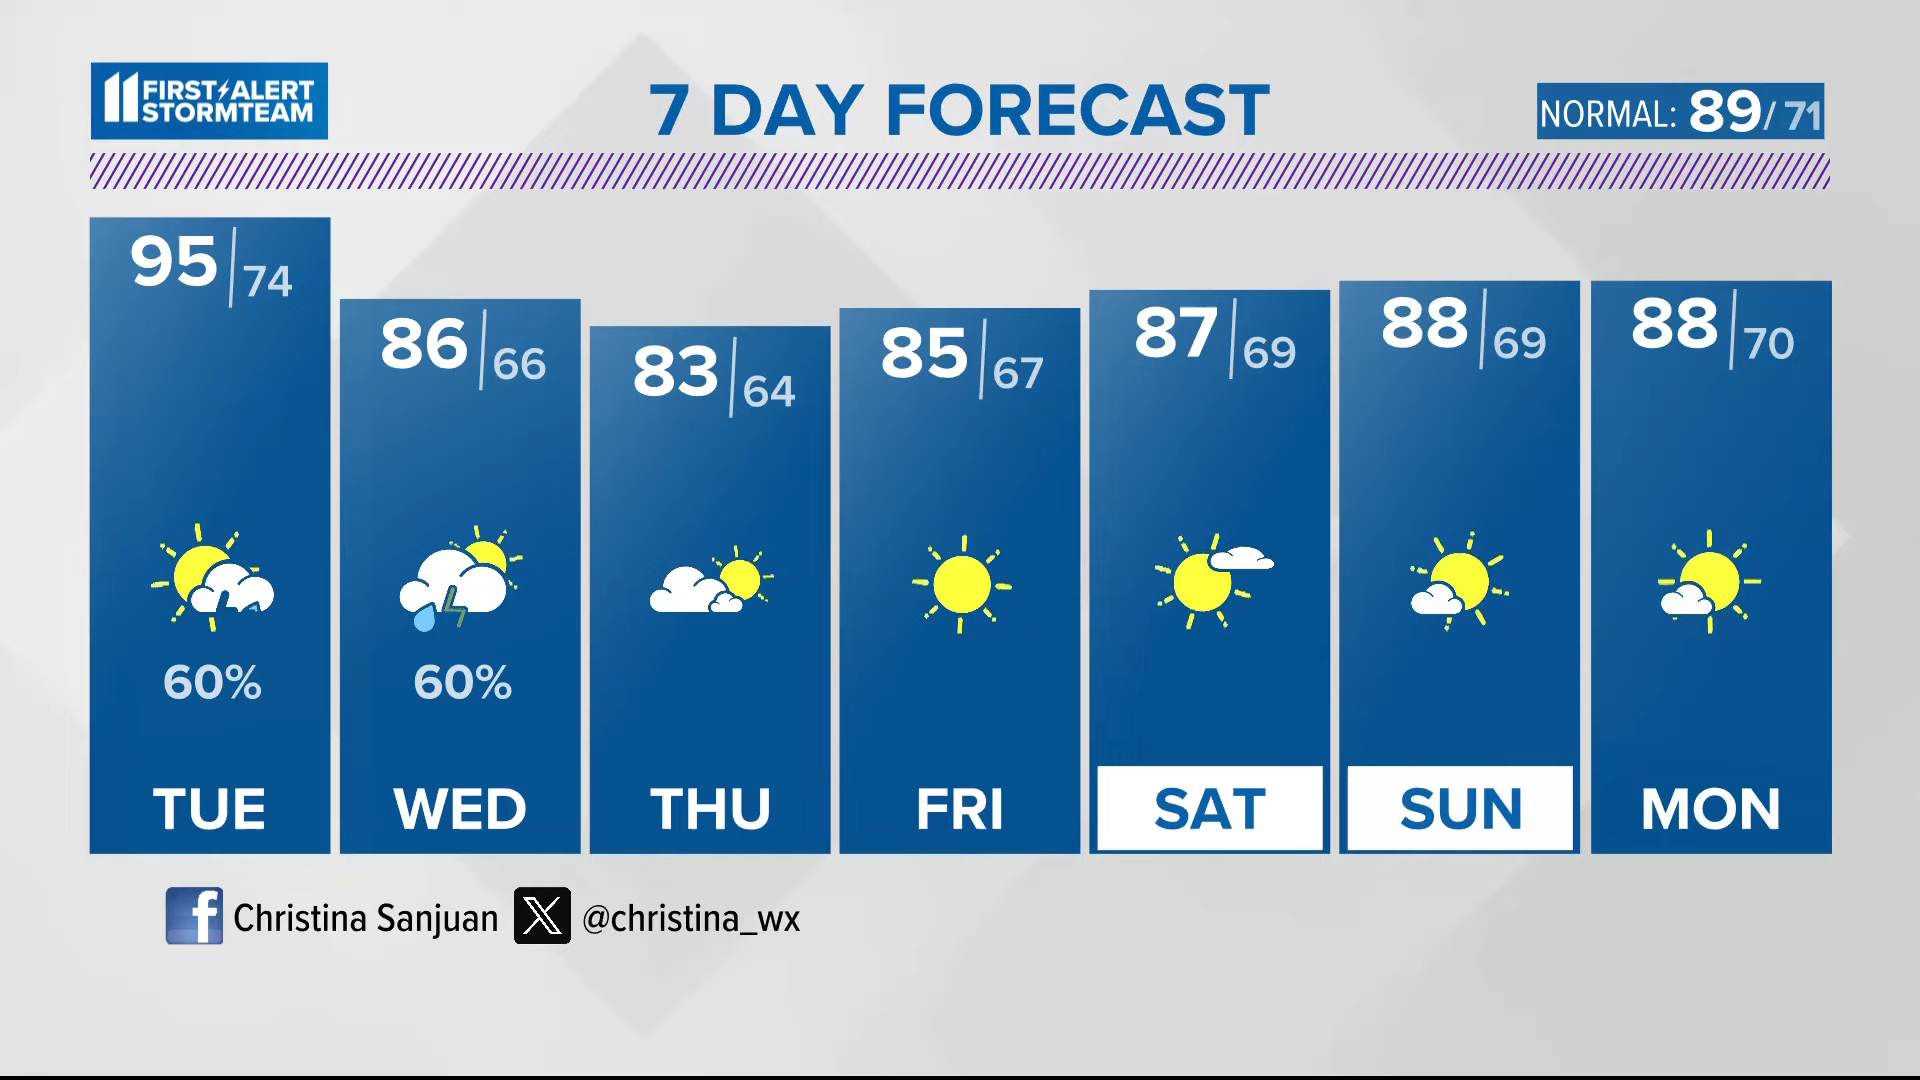 11 FIRST ALERT
STORMTEAM
7 DAY FORECAST
NORMAL: 89/71
95/74
86/66
83/64
85/67
87/69
88/69
88/70
60%
60%
TUE
WED
THU
FRI
SAT
SUN
MON
f Christina Sanjuan X @christina_wx